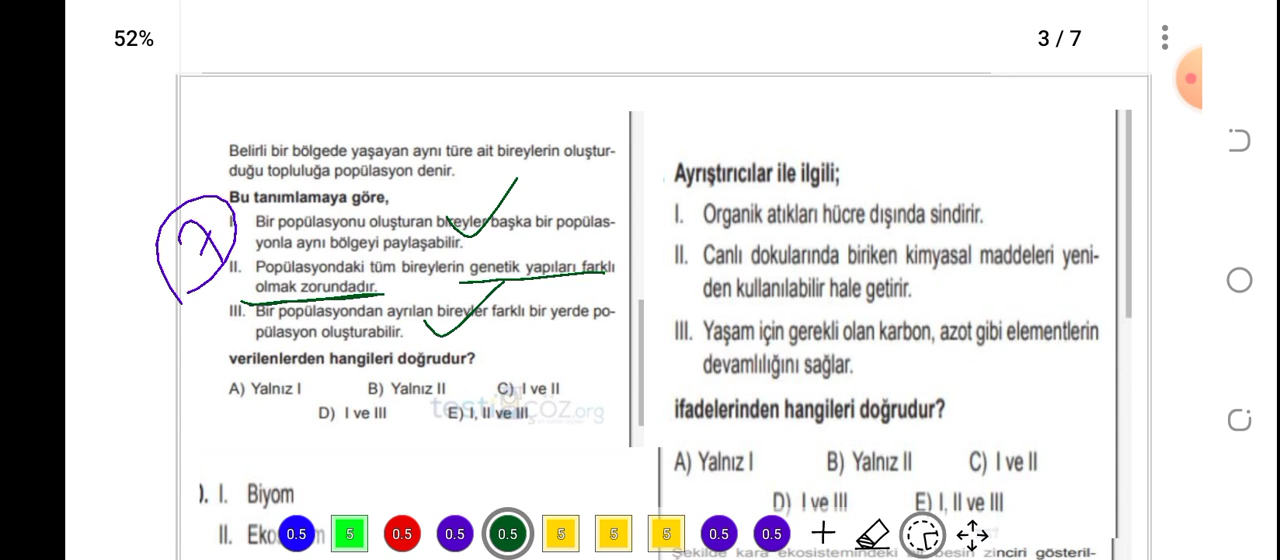 52%
3 / 7
Belirli bir bölgede yaşayan aynı türe ait bireylerin oluştur-
duğu topluluğa popülasyon denir.
Bu tanımlamaya göre,
I. Bir popülasyonu oluşturan bireyler başka bir popülas-
yonla aynı bölgeyi paylaşabilir.
II. Popülasyondaki tüm bireylerin genetik yapıları farklı
olmak zorundadır.
III. Bir popülasyondan ayrılan bireyler farklı bir yerde po-
pülasyon oluşturabilir.
verilenlerden hangileri doğrudur?
A) Yalnız I B) Yalnız II C) I ve II
D) I ve III E) I, II ve III
). I. Biyom
II.
Ayrıştırıcılar ile ilgili;
I. Organik atıkları hücre dışında sindirir.
II. Canlı dokularında biriken kimyasal maddeleri yeni-
den kullanılabilir hale getirir.
III. Yaşam için gerekli olan karbon, azot gibi elementlerin
devamlılığını sağlar.
ifadelerinden hangileri doğrudur?
A) Yalnız I B) Yalnız II C) I ve II
D) I ve III E) I, II ve III
Şekilde kara ekosistemindeki besin zinciri gösteril-
0.5 5 0.5 0.5 0.5 5 5 5 0.5 0.5